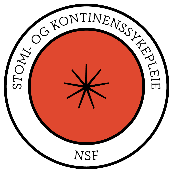 STOMI- OG KONTINENSSYKEPLEIE
NSF